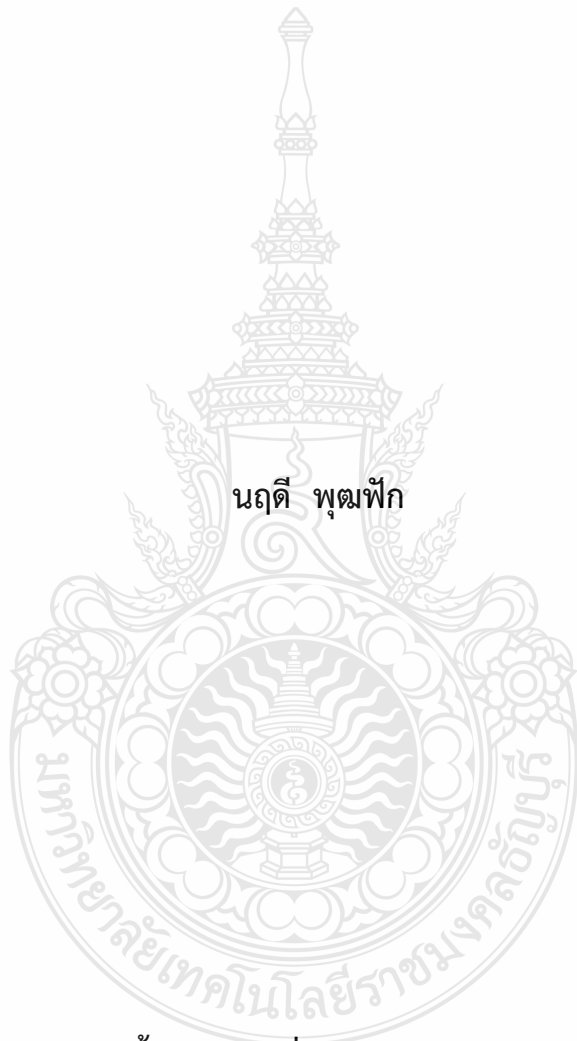 นฤดี พุฒฟัก
มหาวิทยาลัยเทคโนโลยีราชมงคลธัญบุรี